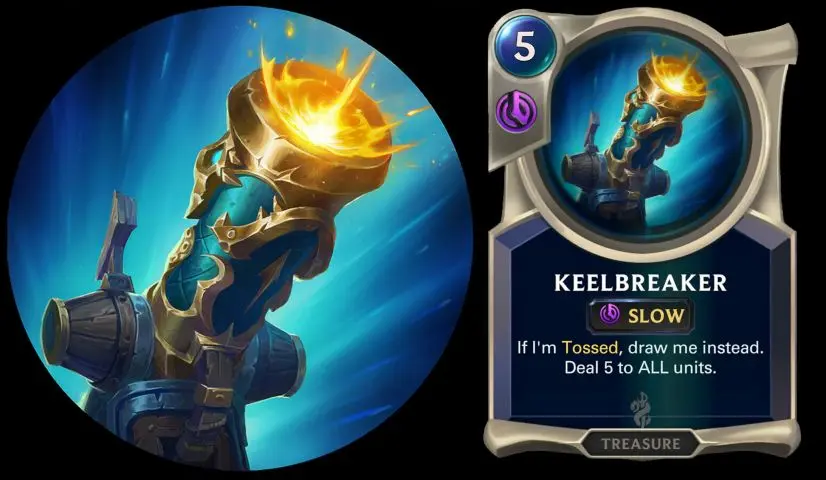 5
KEELBREAKER
SLOW
If I'm Tossed, draw me instead.
Deal 5 to ALL units.
TREASURE